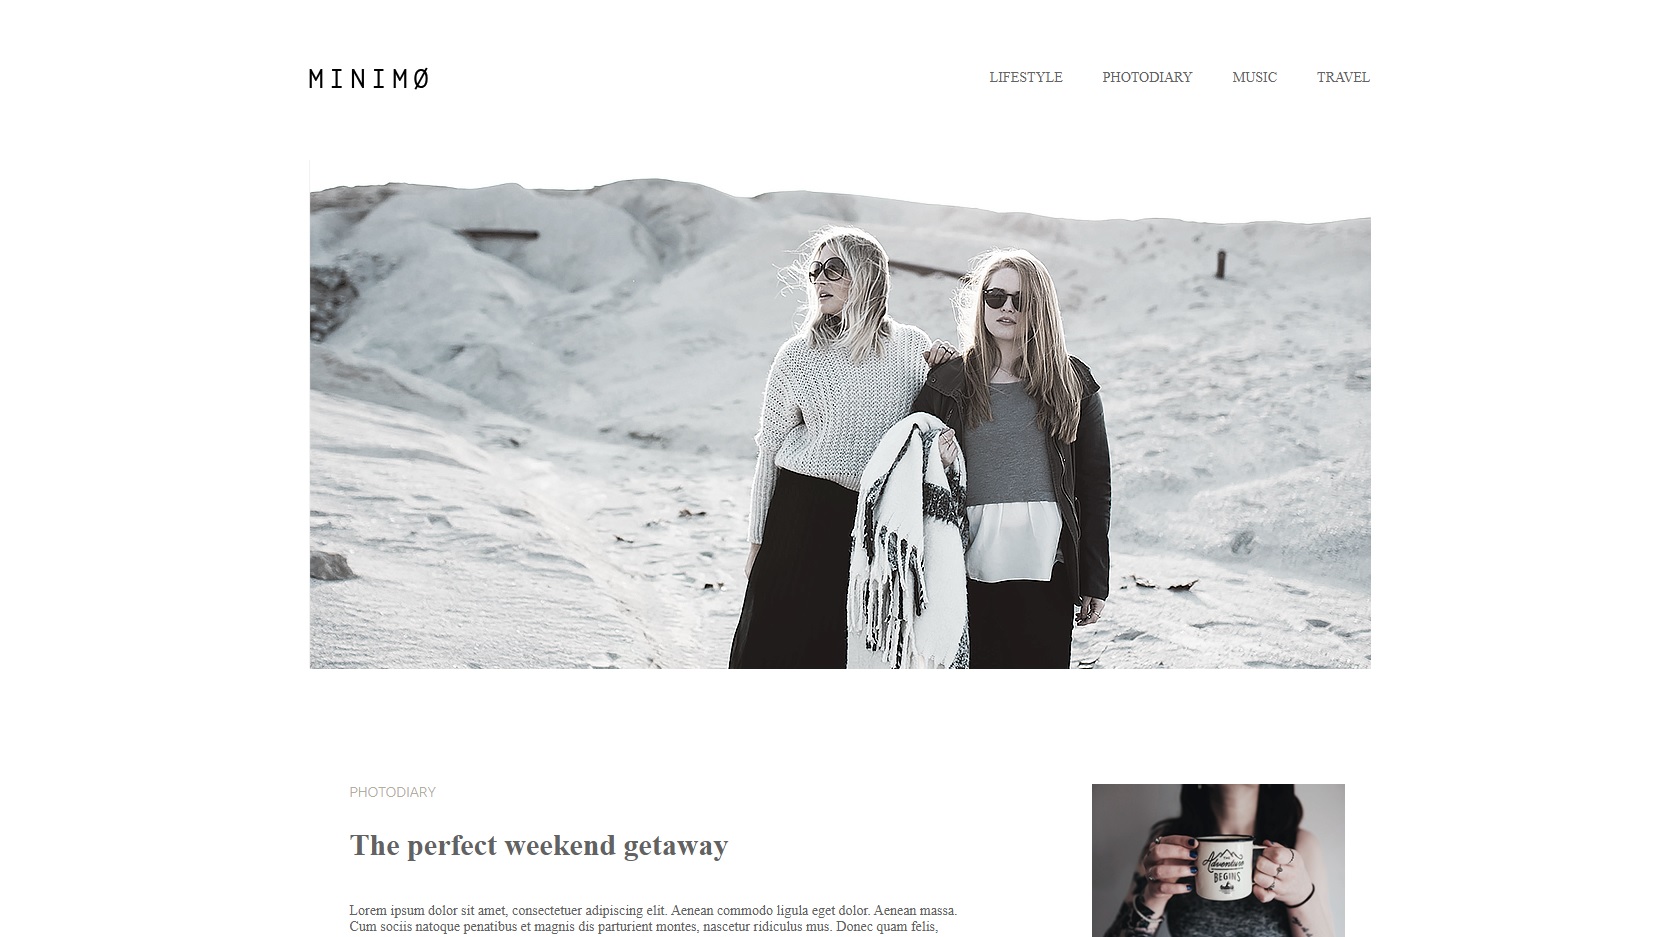 MINIMØ
LIFESTYLE PHOTODIARY MUSIC TRAVEL
PHOTODIARY
The perfect weekend getaway
Lorem ipsum dolor sit amet, consectetuer adipiscing elit. Aenean commodo ligula eget dolor. Aenean massa.
Cum sociis natoque penatibus et magnis dis parturient montes, nascetur ridiculus mus. Donec quam felis,
THE
Adventure
BEGINS